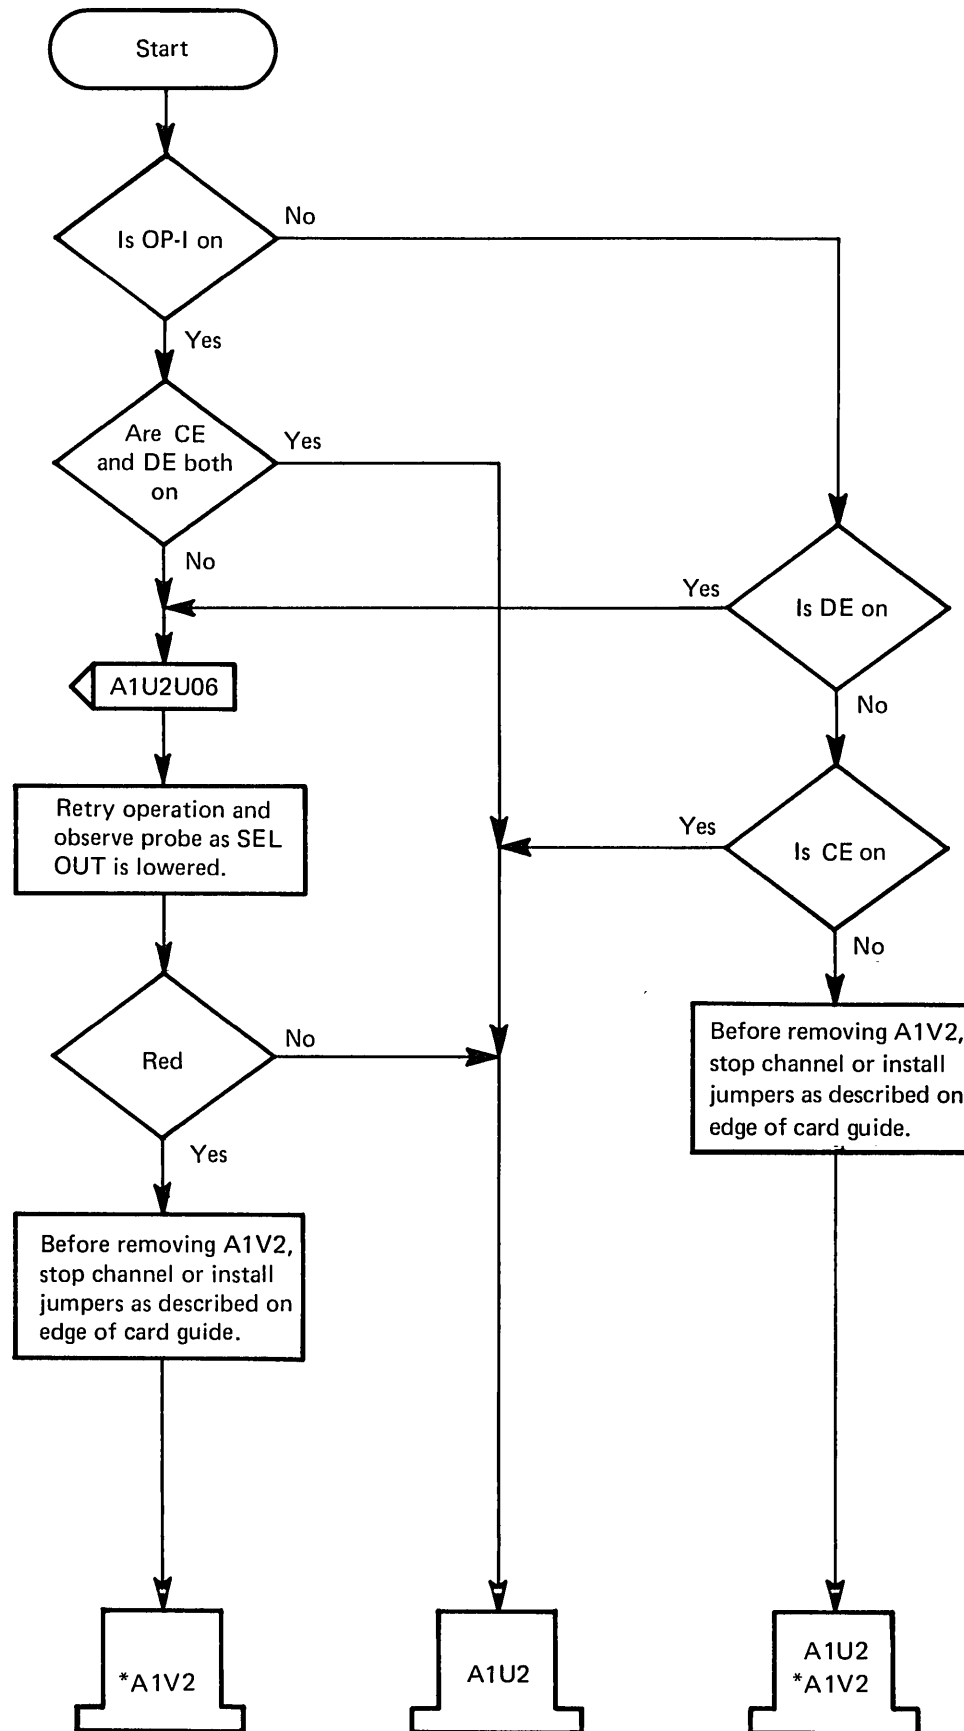 Start
Is OP-I on
No
Yes
Are CE
and DE both
on
Yes
No
Is DE on
Yes
No
A1U2U06
Retry operation and
observe probe as SEL
OUT is lowered.
Is CE on
Yes
No
Red
No
Yes
Before removing A1V2,
stop channel or install
jumpers as described on
edge of card guide.
Before removing A1V2,
stop channel or install
jumpers as described on
edge of card guide.
*A1V2
A1U2
A1U2
*A1V2